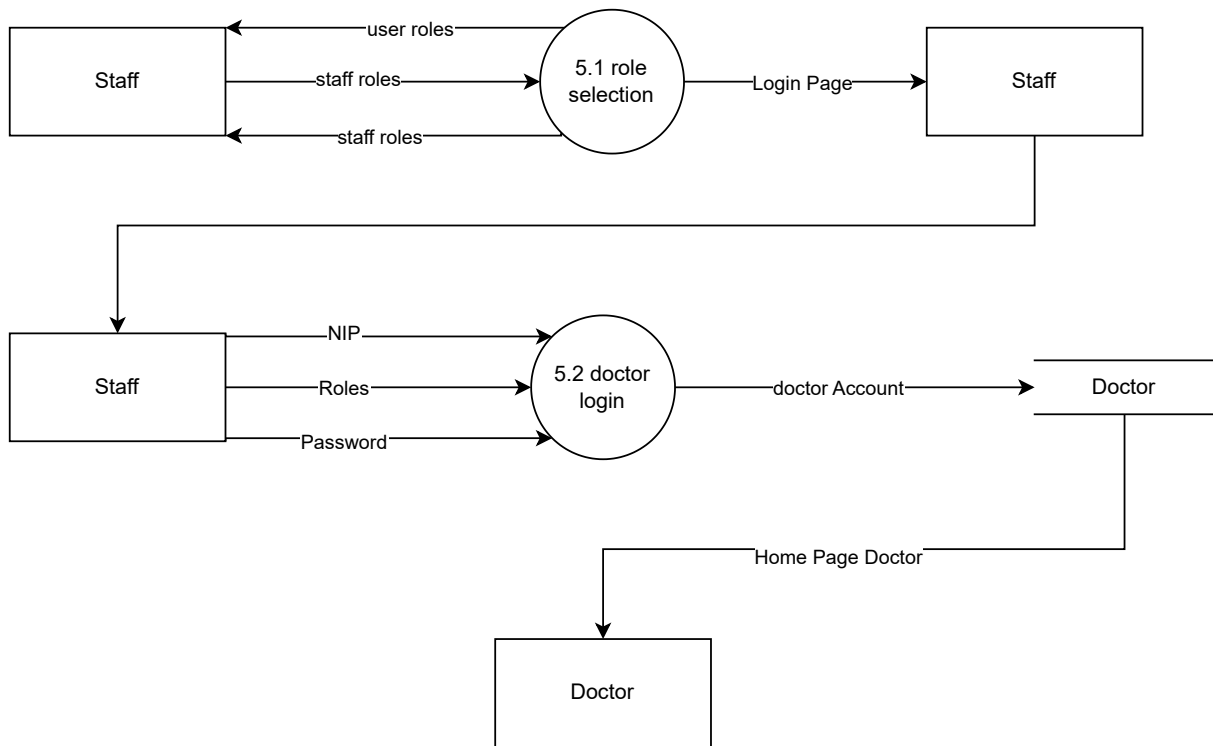 user roles
Staff
staff roles
5.1 role
selection
Login Page
Staff
staff roles
NIP
Staff
Roles
5.2 doctor
login
doctor Account
Doctor
Password
Home Page Doctor
Doctor